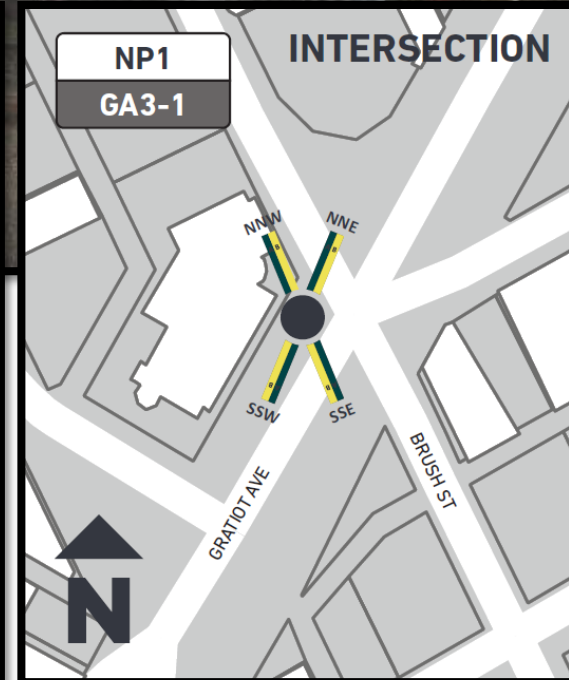 NP1
INTERSECTION
GA3-1
NNW
NNE
SSW
SSE
BRUSH ST
GRATIOT AVE
N